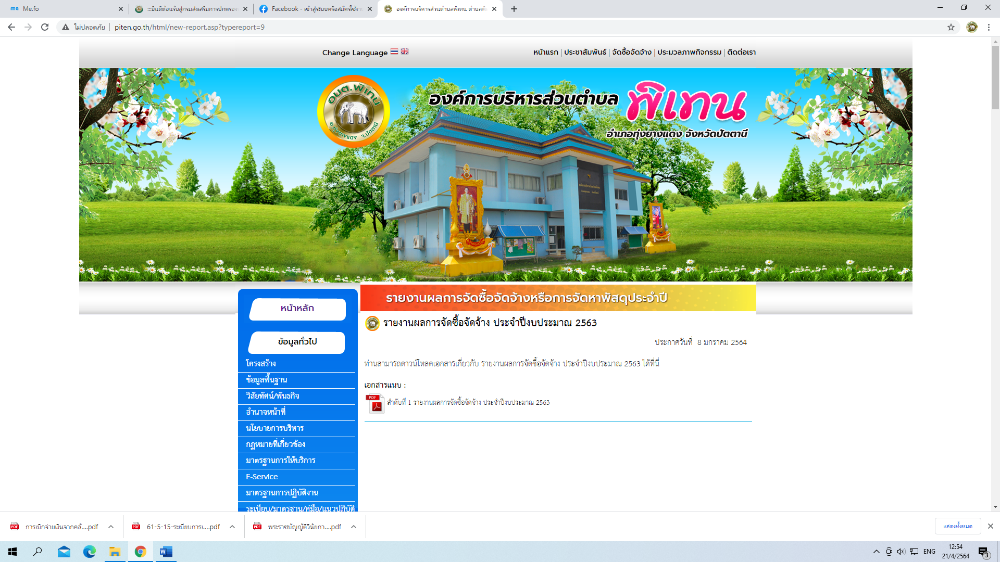 Me.fo
:::ยินดีต้อนรับสู่กรมส่งเสริมการปกครอง
Facebook - เข้าสู่ระบบหรือสมัครใช้งาน
องค์การบริหารส่วนตำบลพิเทน ตำบลพิเ
ไม่ปลอดภัย
piten.go.th/html/new-report.asp?typereport=9
Change Language
หน้าแรก | ประชาสัมพันธ์ | จัดซื้อจัดจ้าง | ประมวลภาพกิจกรรม | ติดต่อเรา
อบต.พิเทน
อ.ทุ่งยางแดง จ.ปัตตานี
องค์การบริหารส่วนตำบล พิเทน
อำเภอทุ่งยางแดง จังหวัดปัตตานี
รายงานผลการจัดซื้อจัดจ้างหรือการจัดหาพัสดุประจำปี
หน้าหลัก
ข้อมูลทั่วไป
โครงสร้าง
ข้อมูลพื้นฐาน
วิสัยทัศน์/พันธกิจ
อำนาจหน้าที่
นโยบายการบริหาร
กฏหมายที่เกี่ยวข้อง
มาตรฐานการให้บริการ
E-Service
มาตรฐานการปฏิบัติงาน
ระเบียบ/มาตรฐาน/คู่มือ/แนวปฏิบัติ
รายงานผลการจัดซื้อจัดจ้าง ประจำปีงบประมาณ 2563
ประกาศวันที่ 8 มกราคม 2564
ท่านสามารถดาวน์โหลดเอกสารเกี่ยวกับ รายงานผลการจัดซื้อจัดจ้าง ประจำปีงบประมาณ 2563 ได้ที่นี่
เอกสารแนบ :
PDF
ลำดับที่ 1 รายงานผลการจัดซื้อจัดจ้าง ประจำปีงบประมาณ 2563
การเบิกจ่ายเงินจากคลั....pdf
61-5-15-ระเบียบการเ....pdf
พระราชบัญญัติวินัยกา....pdf
แสดงทั้งหมด
ENG
12:54
21/4/2564
3